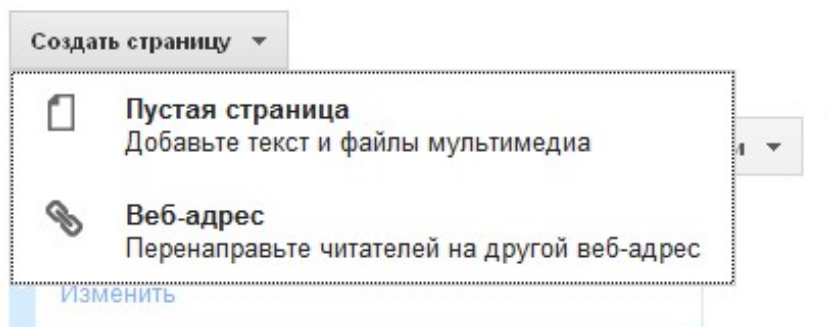 Создать страницу
Пустая страница
Добавьте текст и файлы мультимедиа
Веб-адрес
Перенаправьте читателей на другой веб-адрес
Изменить